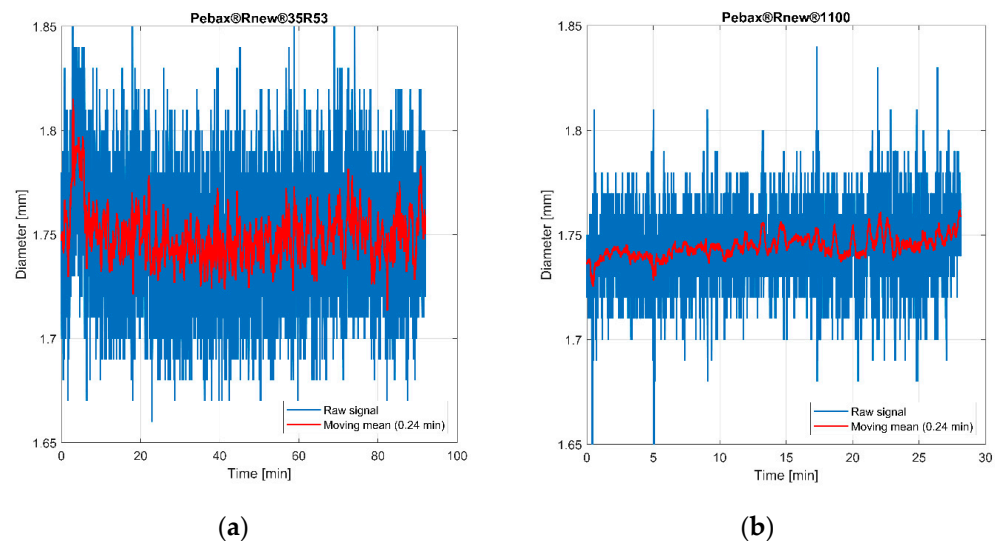 Pebax®Rnew®35R53
1.85
1.8
1.75
1.7
1.65
Diameter [mm]
0 20 40 60 80 100
Time [min]
Raw signal
Moving mean (0.24 min)
(a)
Pebax®Rnew®1100
1.85
1.8
1.75
1.7
1.65
Diameter [mm]
0 5 10 15 20 25 30
Time [min]
Raw signal
Moving mean (0.24 min)
(b)